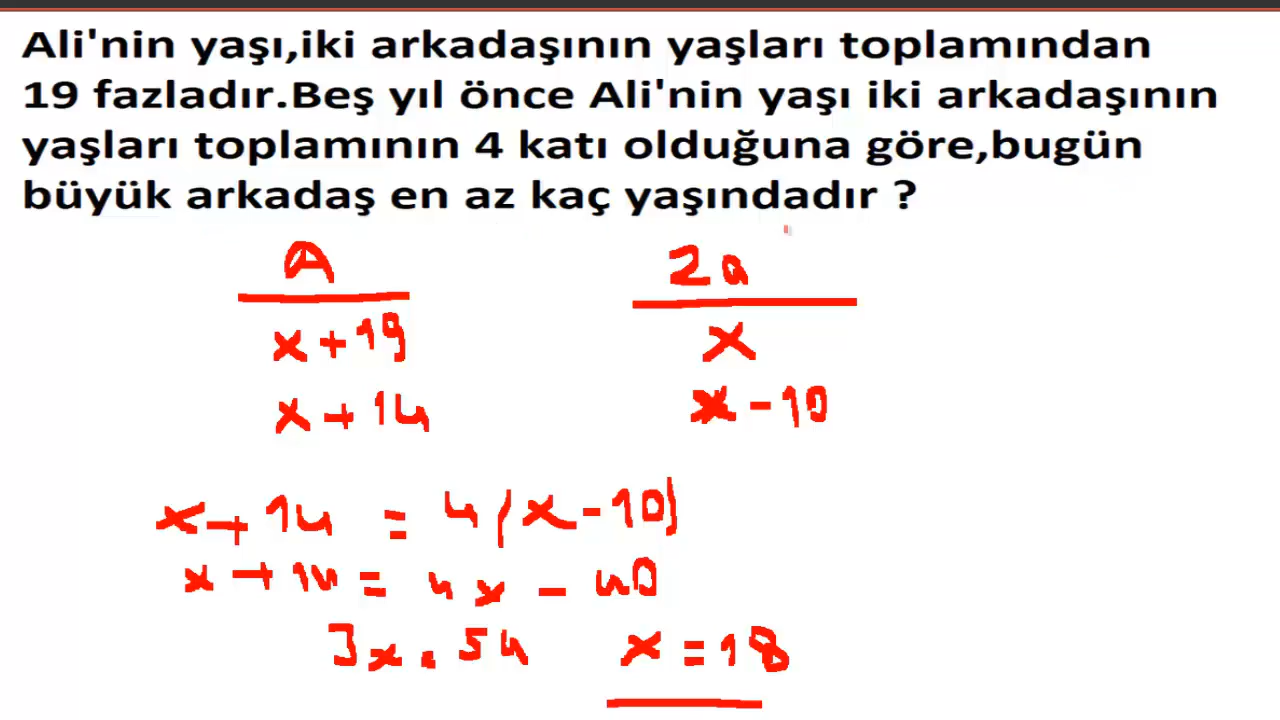 Ali'nin yaşı,iki arkadaşının yaşları toplamından
19 fazladır.Beş yıl önce Ali'nin yaşı iki arkadaşının
yaşları toplamının 4 katı olduğuna göre,bugün
büyük arkadaş en az kaç yaşındadır ?
A 2a
x+19 x
x+14 x-10
x+14 = 4(x-10)
x+14 = 4x - 40
3x = 54 x = 18